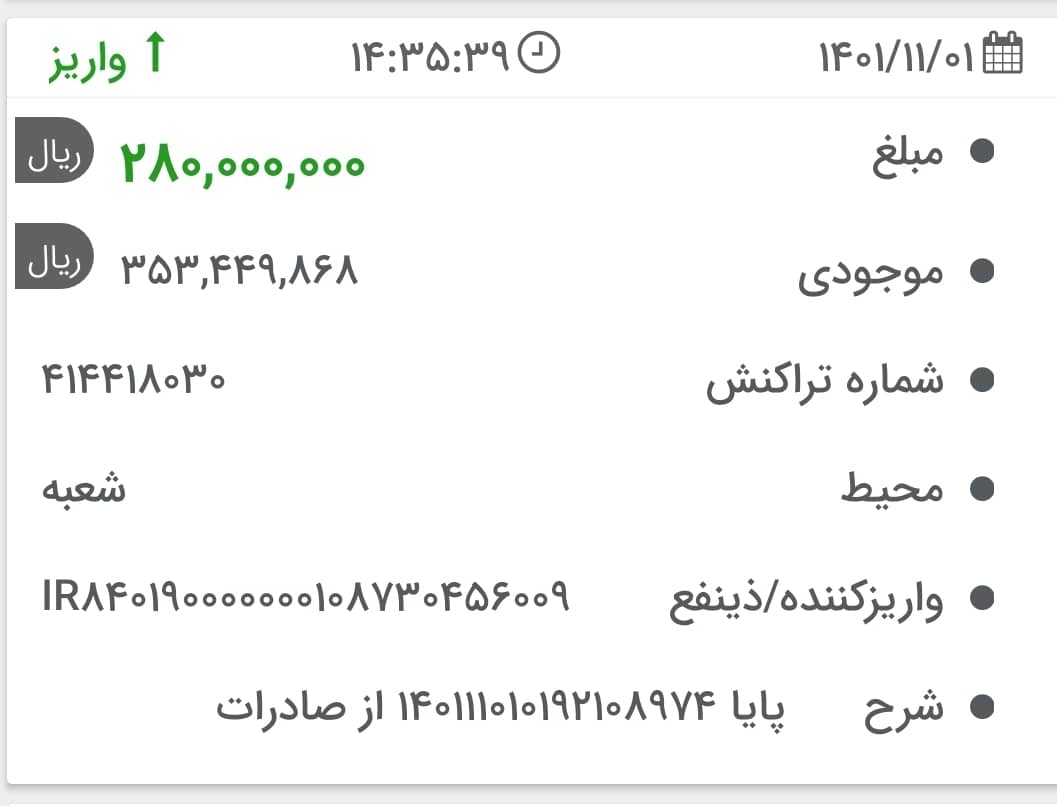 ۱۴۰۱/۱۱/۰۱ ۱۴:۳۵:۳۹ واریز
مبلغ ۲۸۰,۰۰۰,۰۰۰ ریال
موجودی ۳۵۳,۴۴۹,۸۶۸ ریال
شماره تراکنش ۴۱۴۴۱۸۰۳۰
محیط شعبه
واریزکننده/ذینفع IR۸۴۰۱۹۰۰۰۰۰۰۰۱۰۸۷۳۰۴۵۶۰۰۹
شرح پایا ۱۴۰۱۱۱۰۱۰۱۹۲۱۰۸۹۷۴ از صادرات